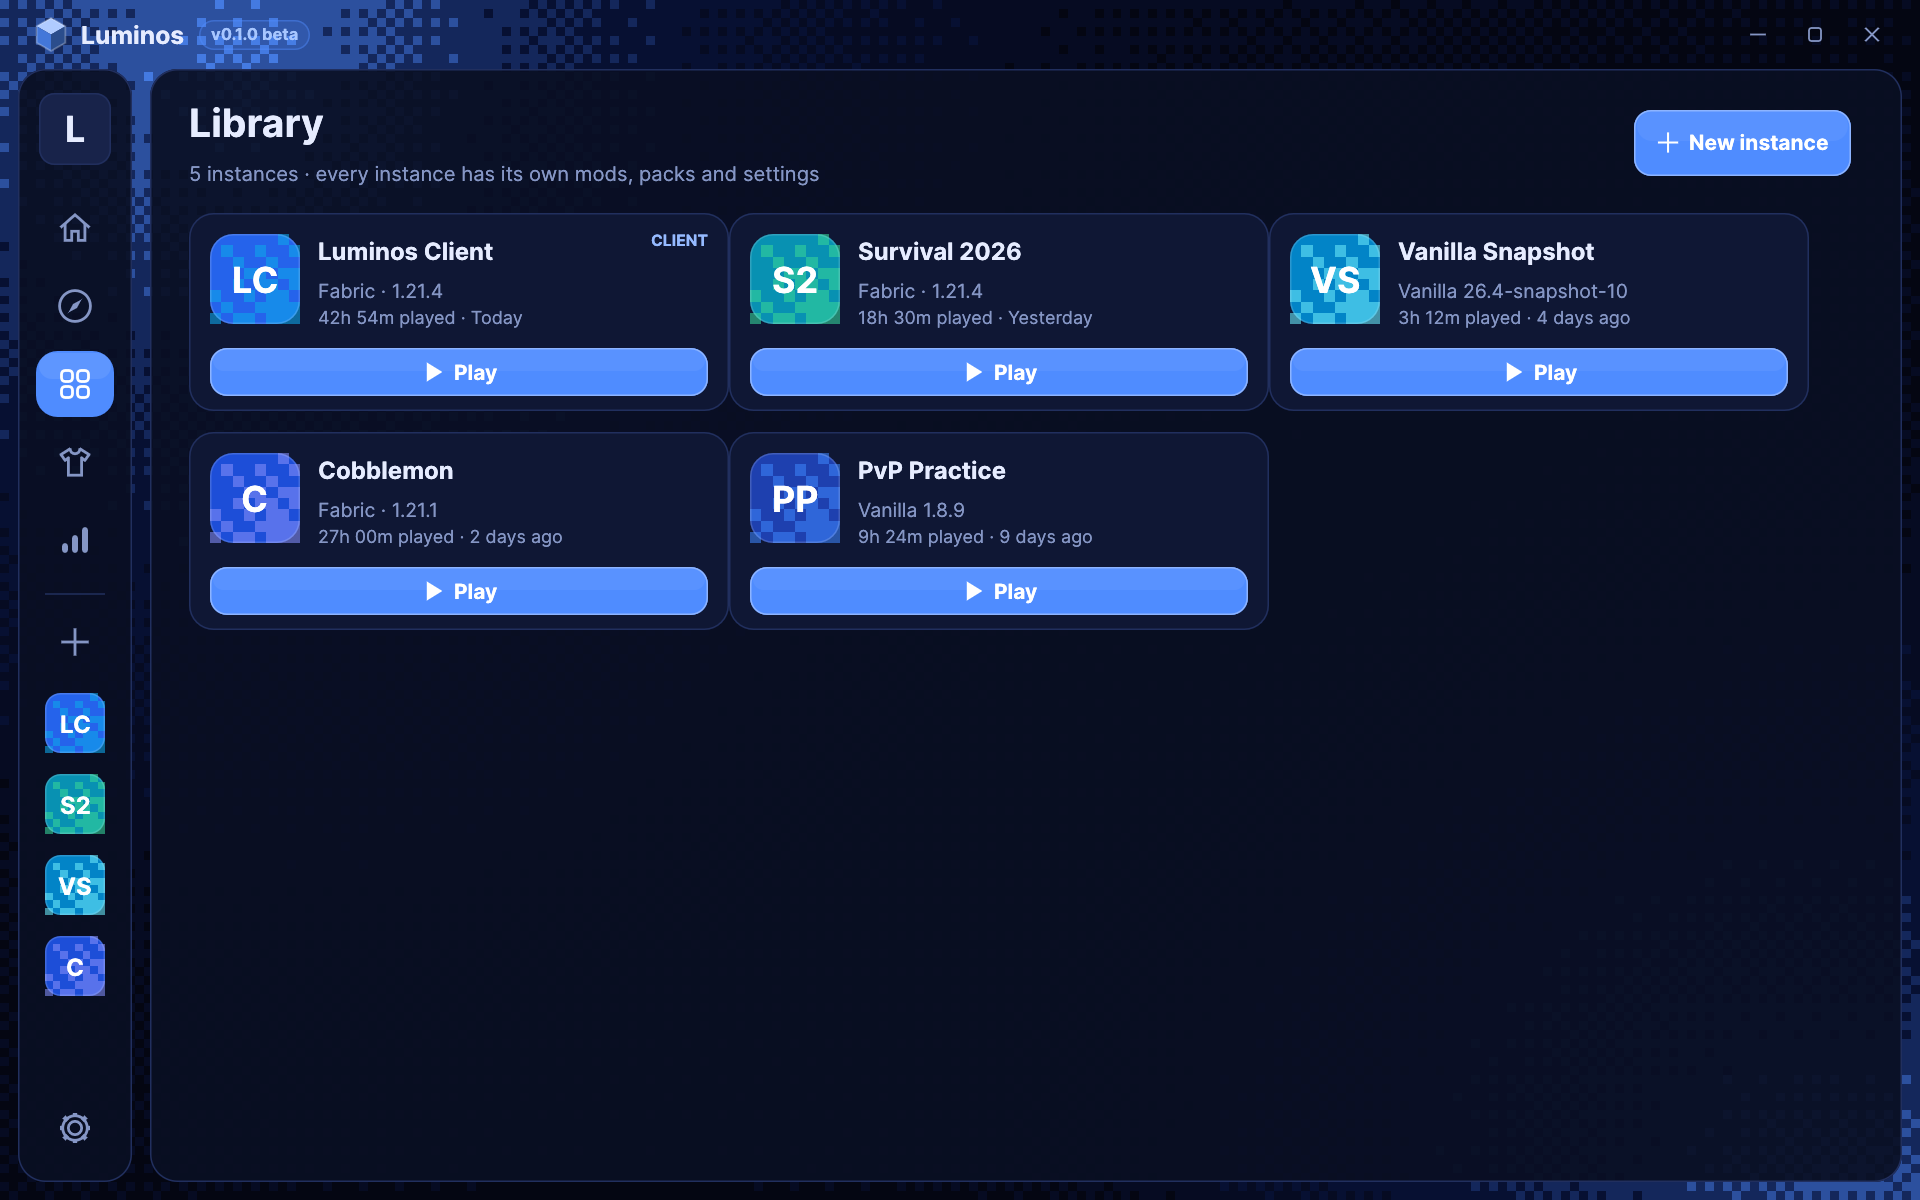 Luminos v0.1.0 beta
L
Library
5 instances · every instance has its own mods, packs and settings
New instance
LC
Luminos Client
CLIENT
Fabric · 1.21.4
42h 54m played · Today
Play
S2
Survival 2026
Fabric · 1.21.4
18h 30m played · Yesterday
Play
VS
Vanilla Snapshot
Vanilla 26.4-snapshot-10
3h 12m played · 4 days ago
Play
C
Cobblemon
Fabric · 1.21.1
27h 00m played · 2 days ago
Play
PP
PvP Practice
Vanilla 1.8.9
9h 24m played · 9 days ago
Play
LC
S2
VS
C